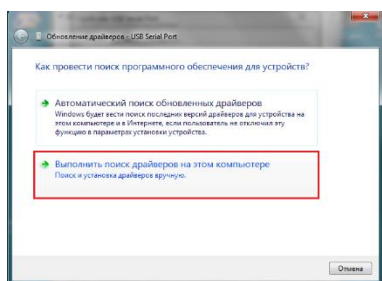 Обновление драйверов - USB Serial Port
Как провести поиск программного обеспечения для устройств?
Автоматический поиск обновленных драйверов
Windows будет вести поиск последних версий драйверов для устройства на
этом компьютере и в Интернете, если пользователь не отключил эту
функцию в параметрах установки устройства.
Выполнить поиск драйверов на этом компьютере
Поиск и установка драйверов вручную.
Отмена